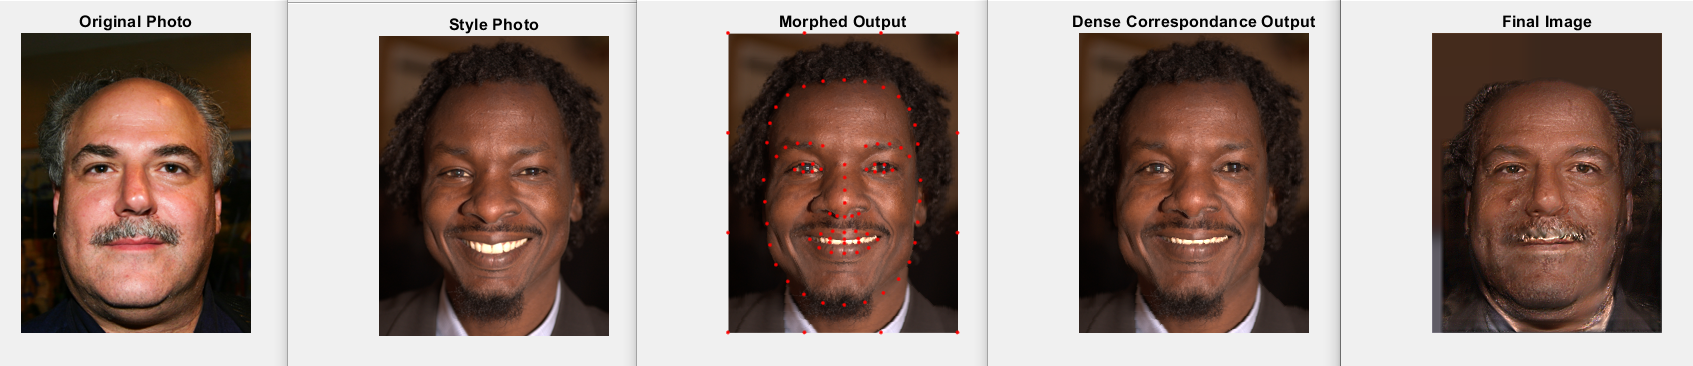 Original Photo
Style Photo
Morphed Output
Dense Correspondance Output
Final Image